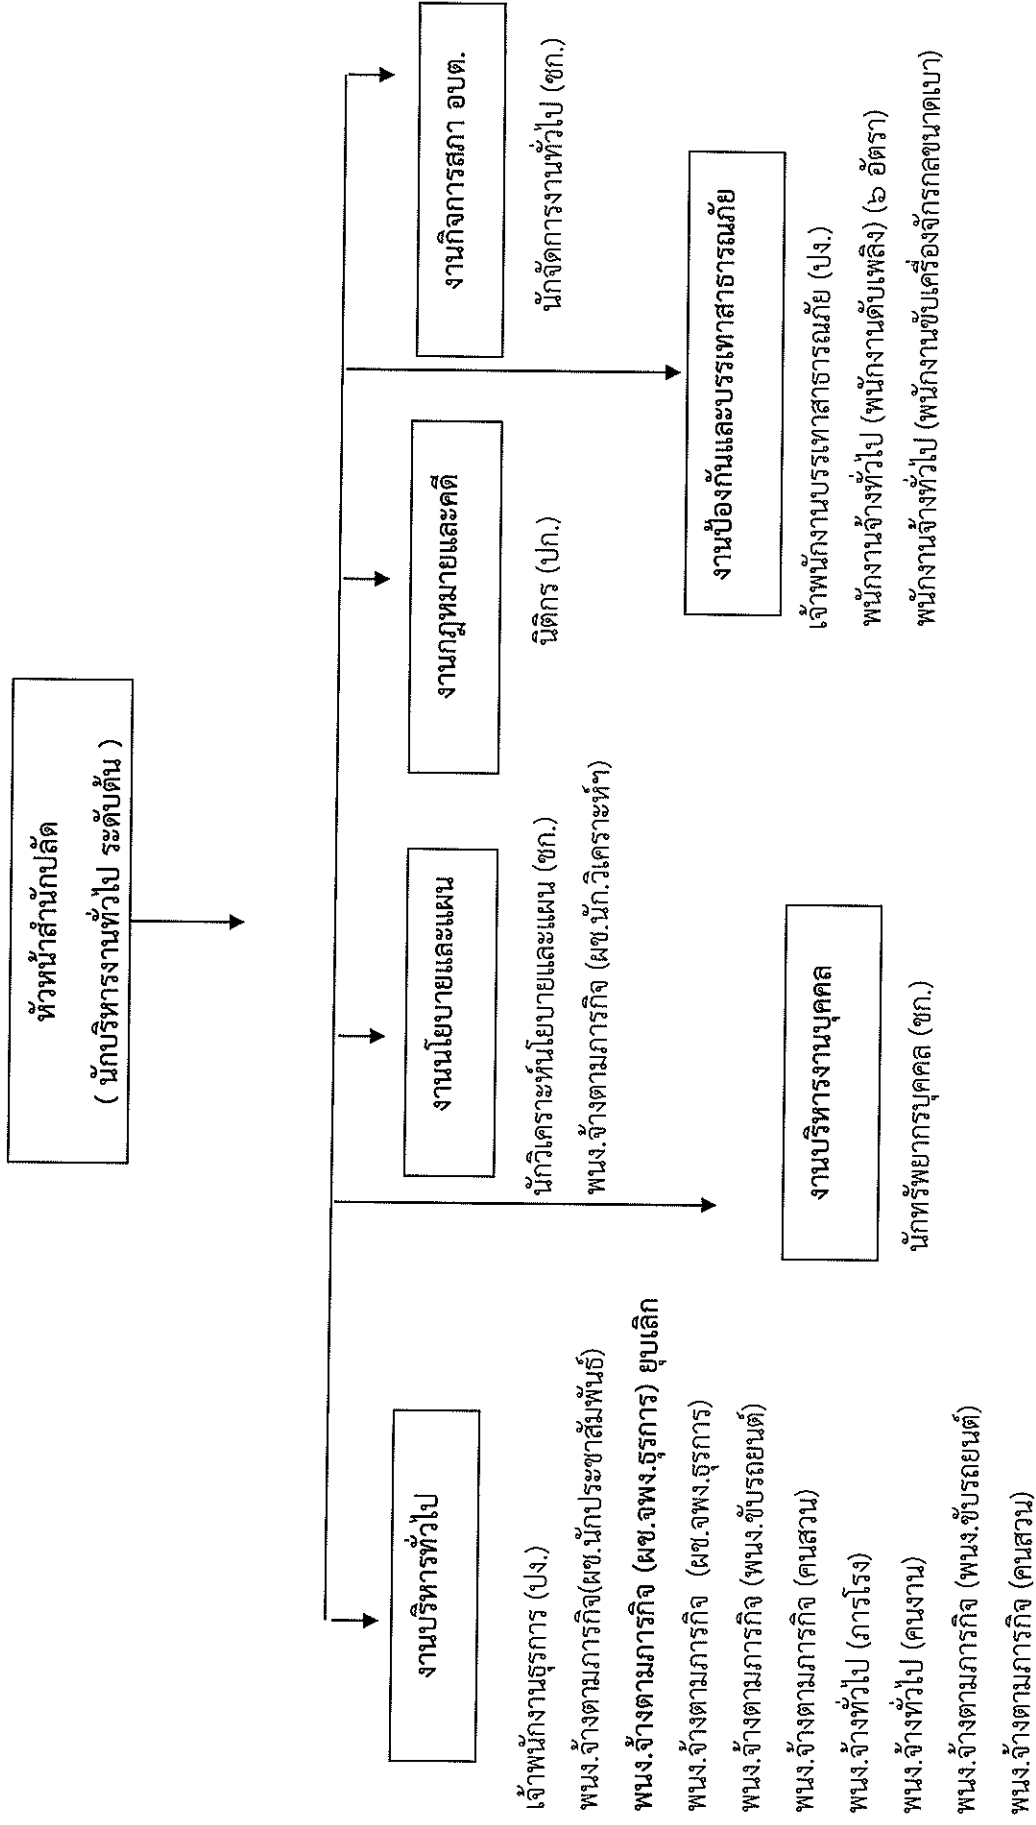 หัวหน้าสำนักปลัด
( นักบริหารงานทั่วไป ระดับต้น )
งานบริหารทั่วไป
เจ้าพนักงานธุรการ (ปง.)
พนง.จ้างตามภารกิจ(ผช.นักประชาสัมพันธ์)
พนง.จ้างตามภารกิจ (ผช.จพง.ธุรการ) ยุบเลิก
พนง.จ้างตามภารกิจ (ผช.จพง.ธุรการ)
พนง.จ้างตามภารกิจ (พนง.ขับรถยนต์)
พนง.จ้างตามภารกิจ (คนสวน)
พนง.จ้างทั่วไป (ภารโรง)
พนง.จ้างทั่วไป (คนงาน)
พนง.จ้างตามภารกิจ (พนง.ขับรถยนต์)
พนง.จ้างตามภารกิจ (คนสวน)
งานนโยบายและแผน
นักวิเคราะห์นโยบายและแผน (ชก.)
พนง.จ้างตามภารกิจ (ผช.นัก.วิเคราะห์ฯ)
งานกฎหมายและคดี
นิติกร (ปก.)
งานกิจการสภา อบต.
นักจัดการงานทั่วไป (ชก.)
งานบริหารงานบุคคล
นักทรัพยากรบุคคล (ชก.)
งานป้องกันและบรรเทาสาธารณภัย
เจ้าพนักงานบรรเทาสาธารณภัย (ปง.)
พนักงานจ้างทั่วไป (พนักงานดับเพลิง) (๖ อัตรา)
พนักงานจ้างทั่วไป (พนักงานขับเครื่องจักรกลขนาดเบา)